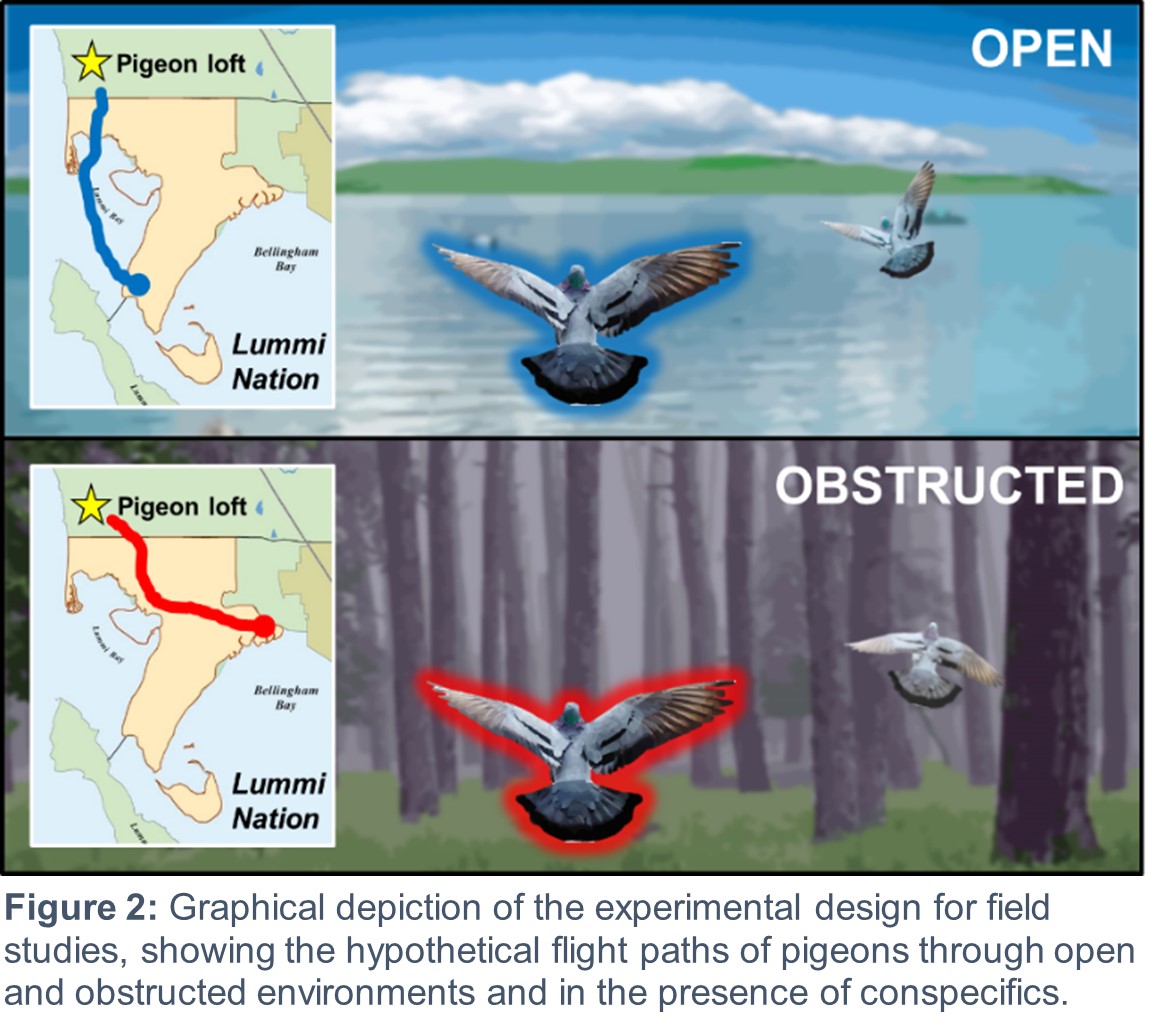 OPEN
Pigeon loft
Lummi Bay
Bellingham
Bay
Lummi
Nation
OBSTRUCTED
Pigeon loft
Lummi Bay
Bellingham
Bay
Lummi
Nation
Figure 2: Graphical depiction of the experimental design for field
studies, showing the hypothetical flight paths of pigeons through open
and obstructed environments and in the presence of conspecifics.